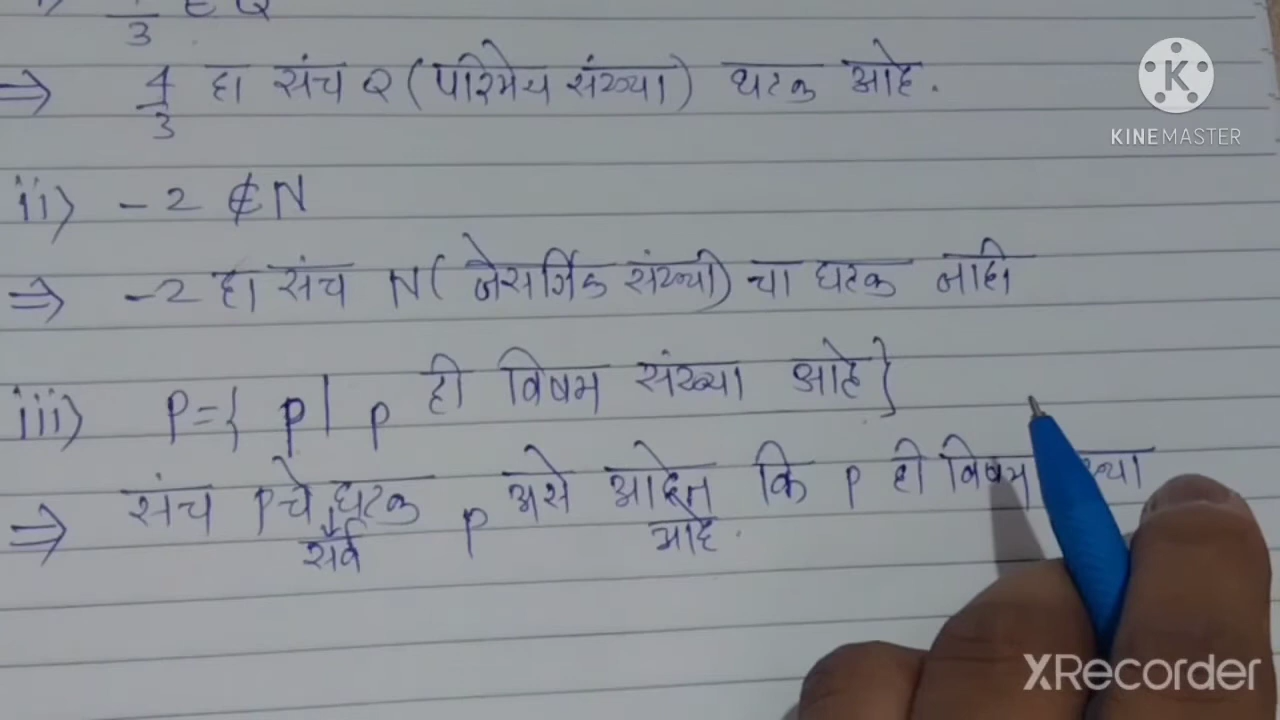 3 ∈ Q
⇒ 4/3 हा संच Q (परिमेय संख्या) घटक आहे.
ii) -2 ∉ N
⇒ -2 हा संच N (नैसर्गिक संख्या) चा घटक नाही
iii) P = { p | p ही विषम संख्या आहे }
⇒ संच P चे घटक p असे आहेत कि p ही विषम
सर्व आहे.
K
KINEMASTER
XRecorder